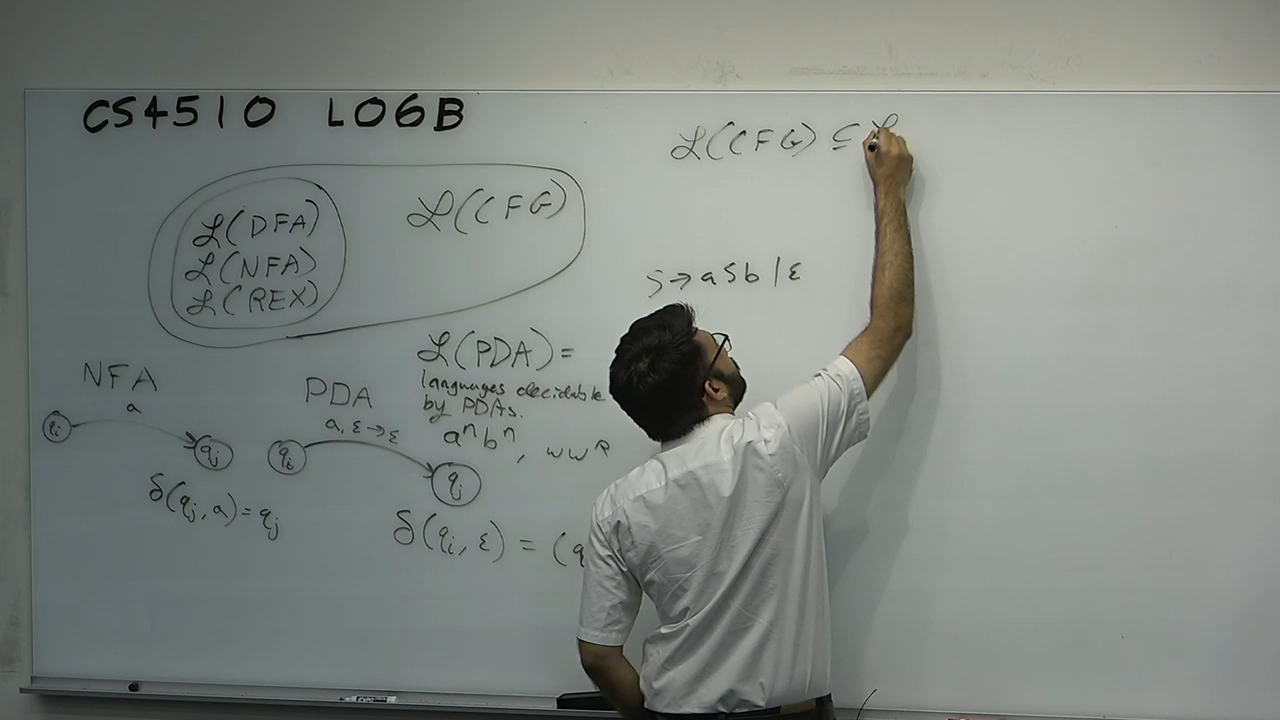 CS4510 L06B
ℒ(CFG) ⊆ ℒ
ℒ(DFA)
ℒ(NFA)
ℒ(REX)
ℒ(CFG)
S→aSb|ε
ℒ(PDA) =
languages decidable
by PDAs.
aⁿbⁿ, wwᴿ
NFA
a
qᵢ
qⱼ
δ(qⱼ, a) = qⱼ
PDA
a, ε→ε
qᵢ
qⱼ
δ(qᵢ, ε) = (q